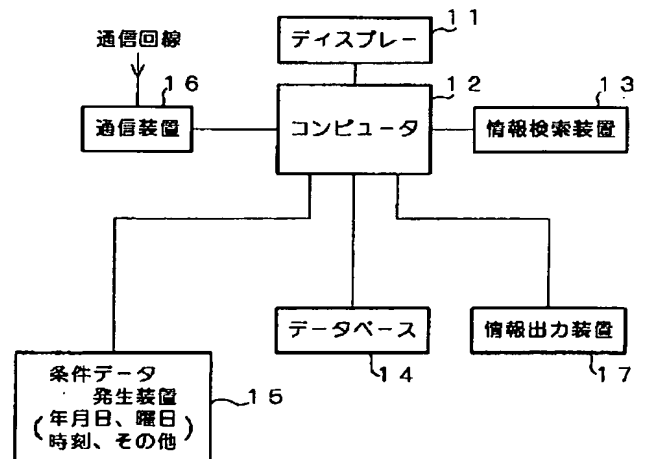 通信回線
ディスプレー
11
16
12
13
通信装置
コンピュータ
情報検索装置
データベース
14
情報出力装置
17
条件データ
発生装置
(年月日、曜日
時刻、その他)
15